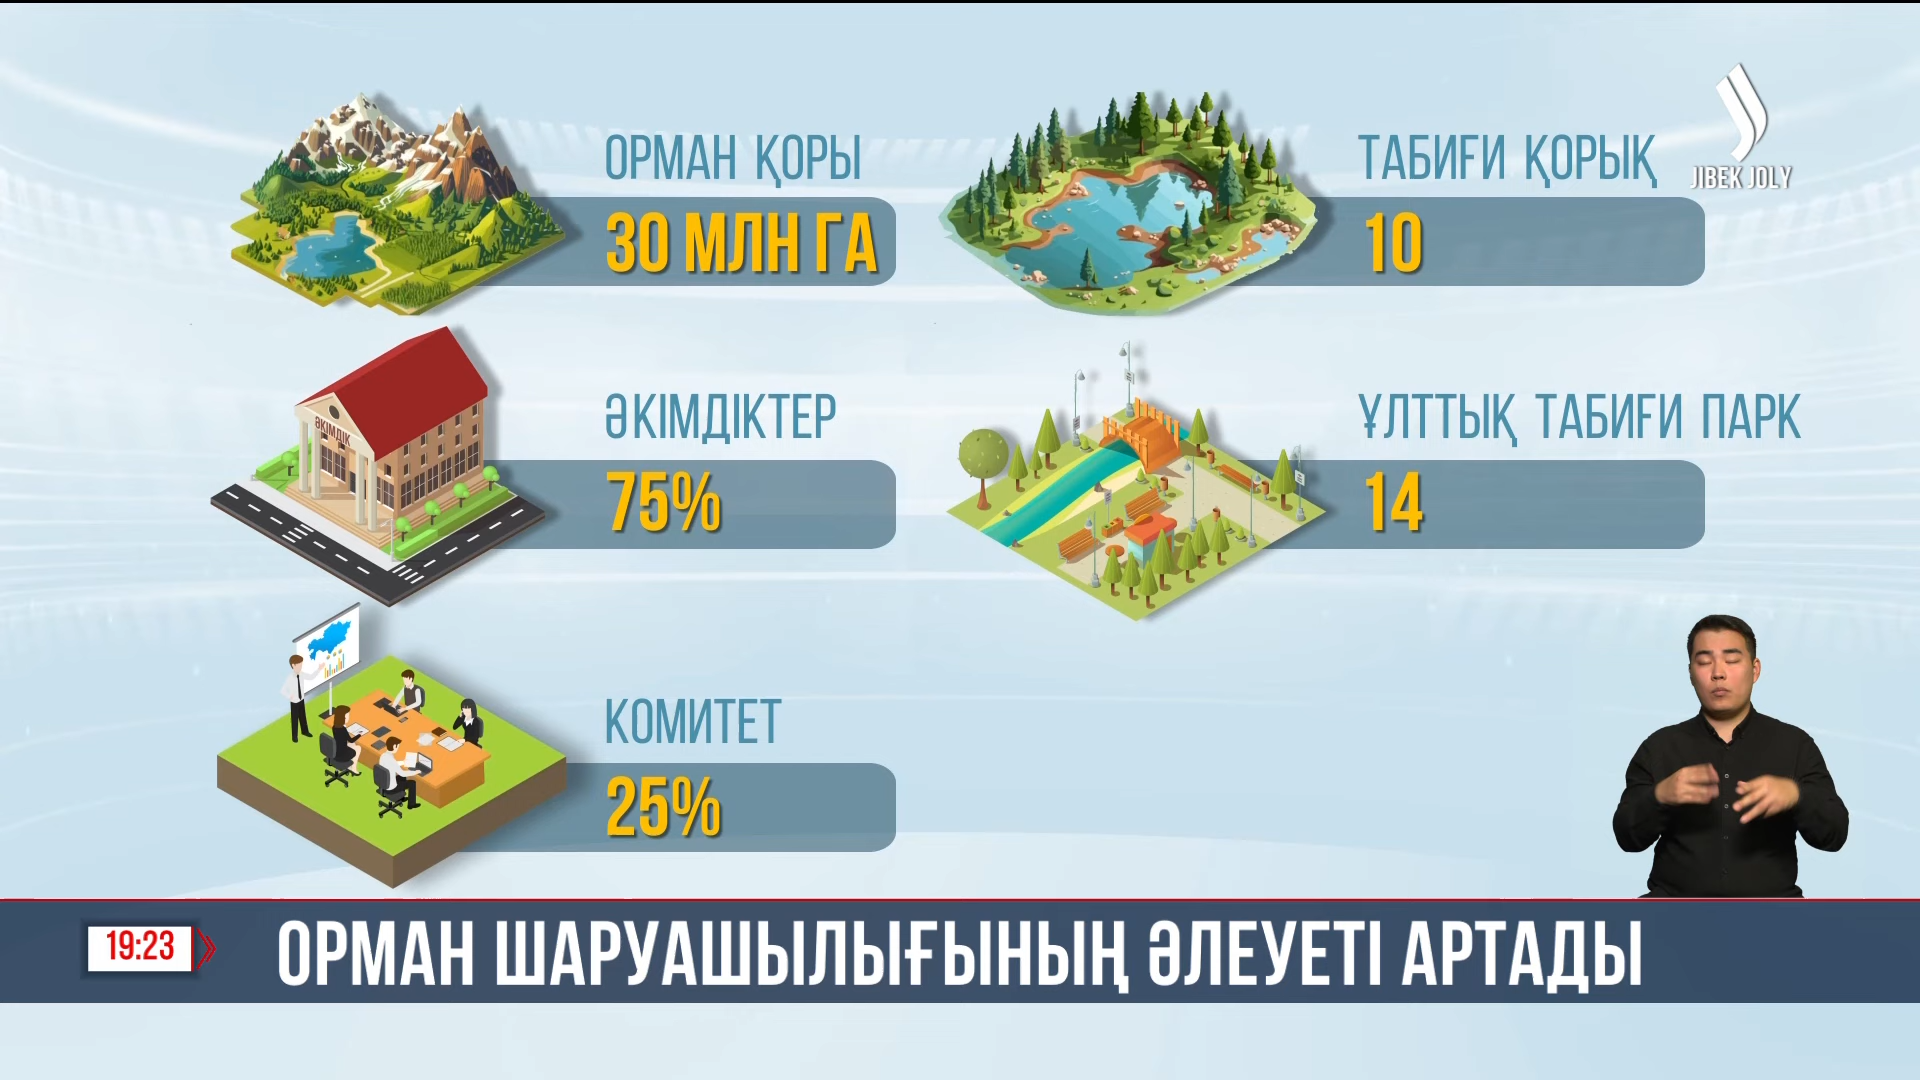 ОРМАН ҚОРЫ
30 МЛН ГА
ТАБИҒИ ҚОРЫҚ
10
JIBEK JOLY
ӘКІМДІК
ӘКІМДІКТЕР
75%
ҰЛТТЫҚ ТАБИҒИ ПАРК
14
КОМИТЕТ
25%
19:23
ОРМАН ШАРУАШЫЛЫҒЫНЫҢ ӘЛЕУЕТІ АРТАДЫ